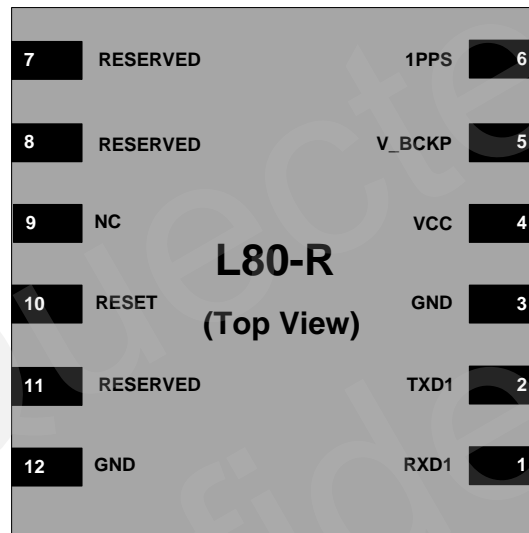 7 RESERVED 1PPS 6
8 RESERVED V_BCKP 5
9 NC VCC 4
L80-R
10 RESET GND 3
(Top View)
11 RESERVED TXD1 2
12 GND RXD1 1